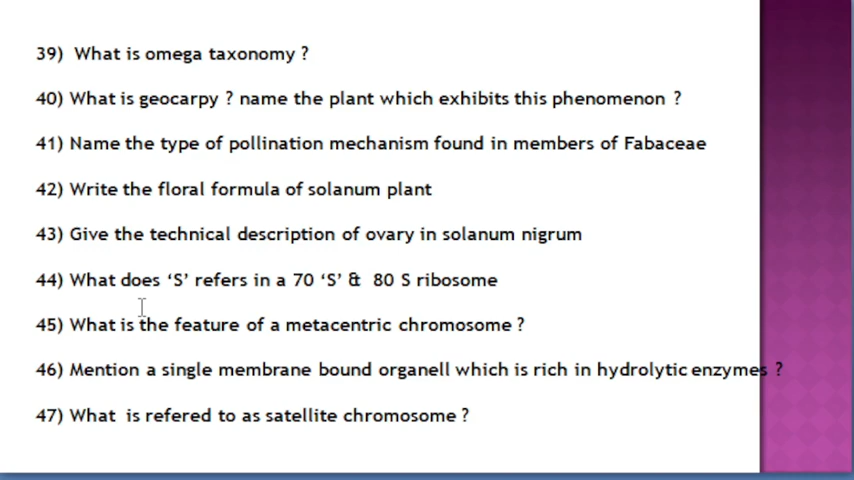 39) What is omega taxonomy ?
40) What is geocarpy ? name the plant which exhibits this phenomenon ?
41) Name the type of pollination mechanism found in members of Fabaceae
42) Write the floral formula of solanum plant
43) Give the technical description of ovary in solanum nigrum
44) What does ‘S’ refers in a 70 ‘S’ & 80 S ribosome
45) What is the feature of a metacentric chromosome ?
46) Mention a single membrane bound organell which is rich in hydrolytic enzymes ?
47) What is refered to as satellite chromosome ?